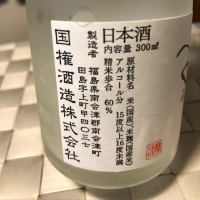 日本酒
内容量 300ml
原材料名 米(国産)、米麹(国産米)
アルコール分 15度以上16度未満
精米歩合 60%
製造者
福島県南会津郡南会津町
田島字上町甲四〇三七
国権酒造株式会社